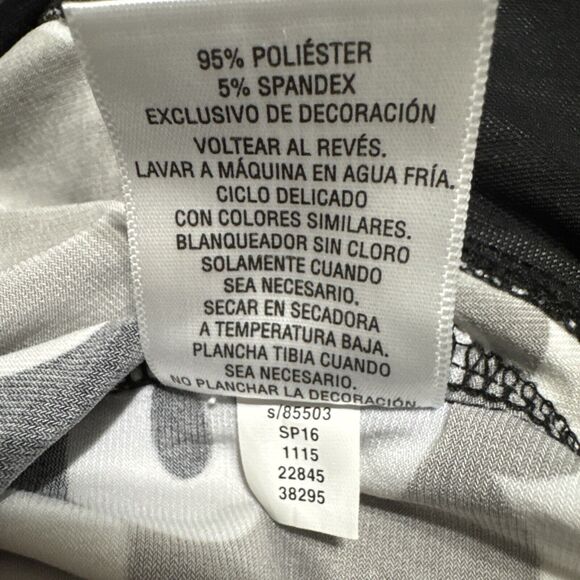 95% POLIÉSTER
5% SPANDEX
EXCLUSIVO DE DECORACIÓN
VOLTEAR AL REVÉS.
LAVAR A MÁQUINA EN AGUA FRÍA.
CICLO DELICADO
CON COLORES SIMILARES.
BLANQUEADOR SIN CLORO
SOLAMENTE CUANDO
SEA NECESARIO.
SECAR EN SECADORA
A TEMPERATURA BAJA.
PLANCHA TIBIA CUANDO
SEA NECESARIO.
NO PLANCHAR LA DECORACIÓN.
s/85503
SP16
1115
22845
38295